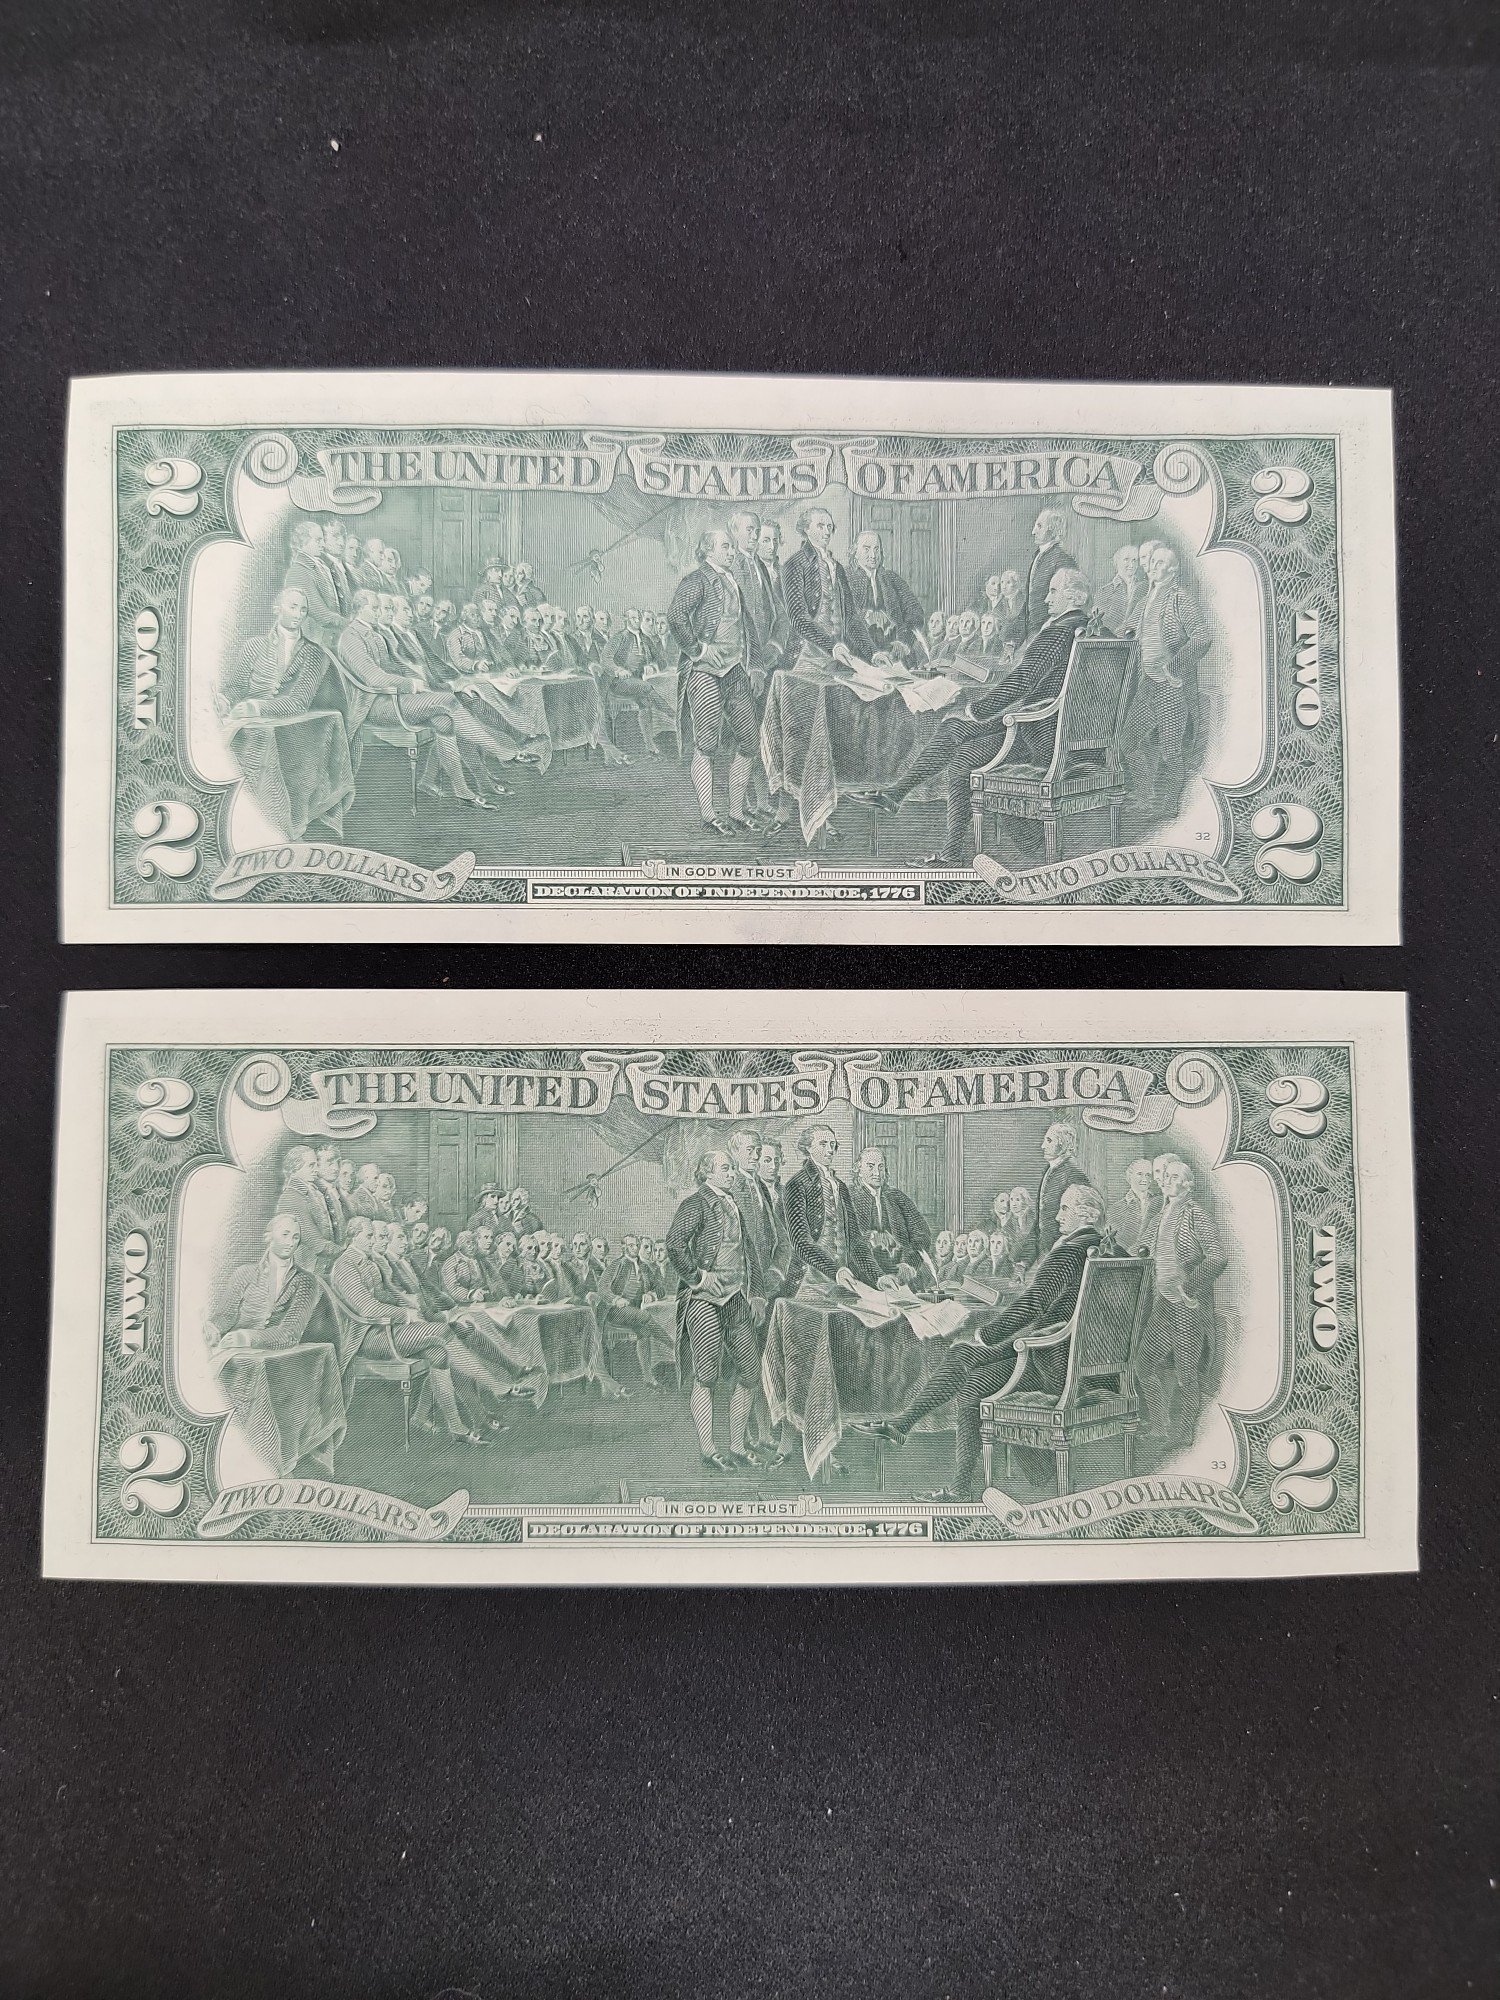 2 THE UNITED STATES OF AMERICA 2
TWO TWO
32
2 TWO DOLLARS IN GOD WE TRUST TWO DOLLARS 2
DECLARATION OF INDEPENDENCE, 1776
2 THE UNITED STATES OF AMERICA 2
TWO TWO
33
2 TWO DOLLARS IN GOD WE TRUST TWO DOLLARS 2
DECLARATION OF INDEPENDENCE, 1776